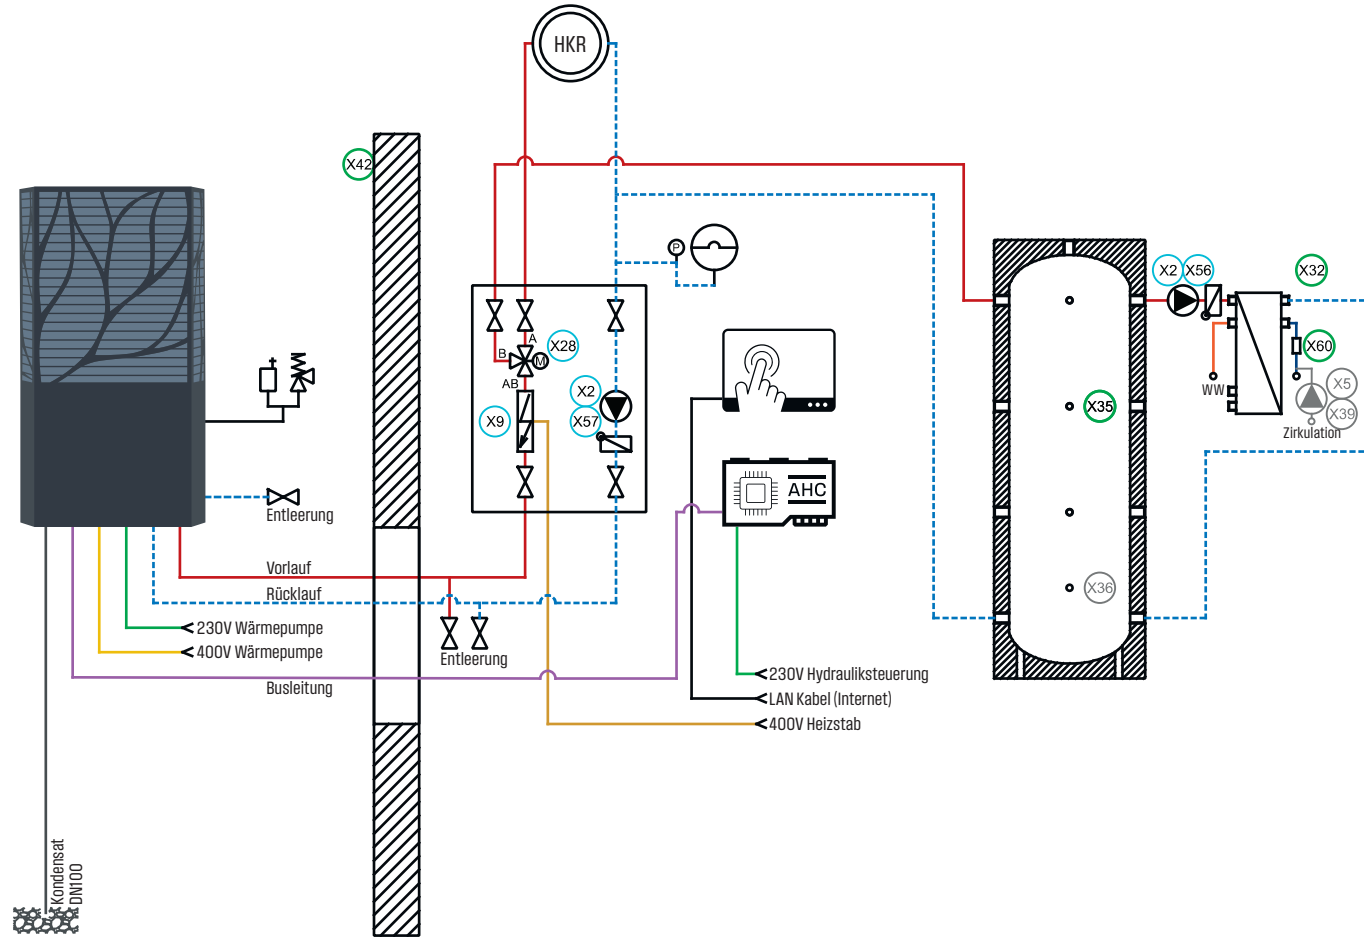 HKR
X42
P
X2
X56
X32
A
X28
B
M
X60
AB
X2
X5
WW
X9
X57
X35
X39
Zirkulation
AHC
Entleerung
Vorlauf
Rücklauf
X36
230V Wärmepumpe
400V Wärmepumpe
Entleerung
Busleitung
230V Hydrauliksteuerung
LAN Kabel (Internet)
400V Heizstab
Kondensat
DN100